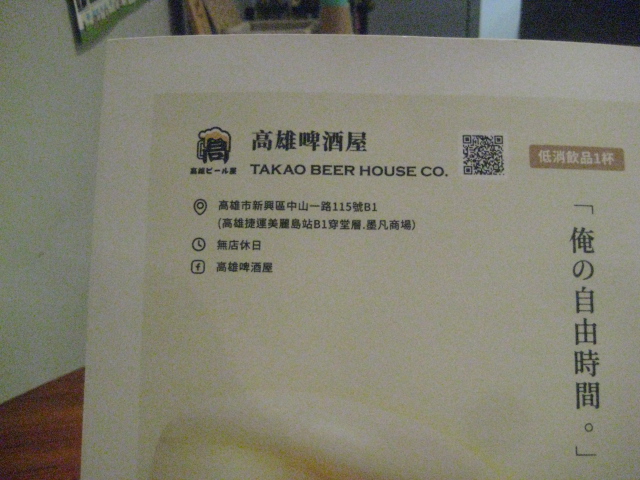 高雄啤酒屋
TAKAO BEER HOUSE CO.
高雄ビール屋
低消飲品1杯
高雄市新興區中山一路115號B1
(高雄捷運美麗島站B1穿堂層.墨凡商場)
無店休日
高雄啤酒屋
「俺の自由時間。」